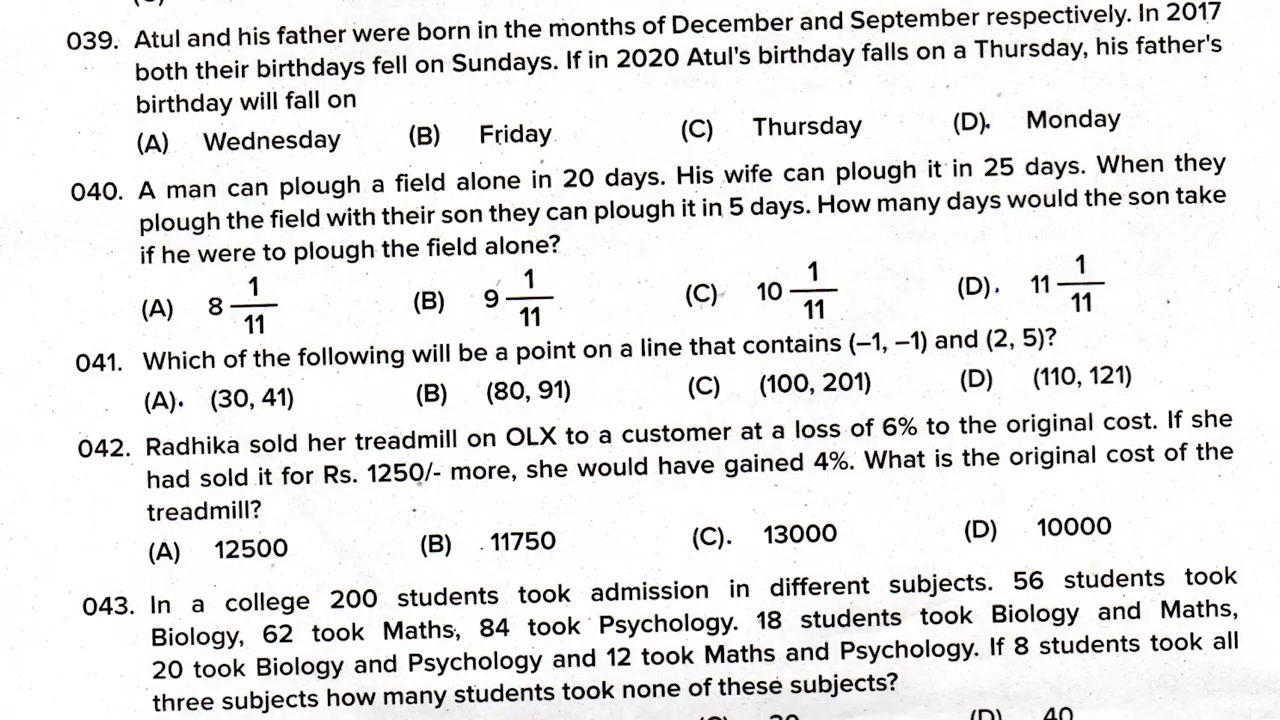 039. Atul and his father were born in the months of December and September respectively. In 2017
both their birthdays fell on Sundays. If in 2020 Atul's birthday falls on a Thursday, his father's
birthday will fall on
(A) Wednesday (B) Friday (C) Thursday (D). Monday
040. A man can plough a field alone in 20 days. His wife can plough it in 25 days. When they
plough the field with their son they can plough it in 5 days. How many days would the son take
if he were to plough the field alone?
(A) 8 1/11 (B) 9 1/11 (C) 10 1/11 (D). 11 1/11
041. Which of the following will be a point on a line that contains (–1, –1) and (2, 5)?
(A). (30, 41) (B) (80, 91) (C) (100, 201) (D) (110, 121)
042. Radhika sold her treadmill on OLX to a customer at a loss of 6% to the original cost. If she
had sold it for Rs. 1250/- more, she would have gained 4%. What is the original cost of the
treadmill?
(A) 12500 (B) 11750 (C). 13000 (D) 10000
043. In a college 200 students took admission in different subjects. 56 students took
Biology, 62 took Maths, 84 took Psychology. 18 students took Biology and Maths,
20 took Biology and Psychology and 12 took Maths and Psychology. If 8 students took all
three subjects how many students took none of these subjects?
(D) 40